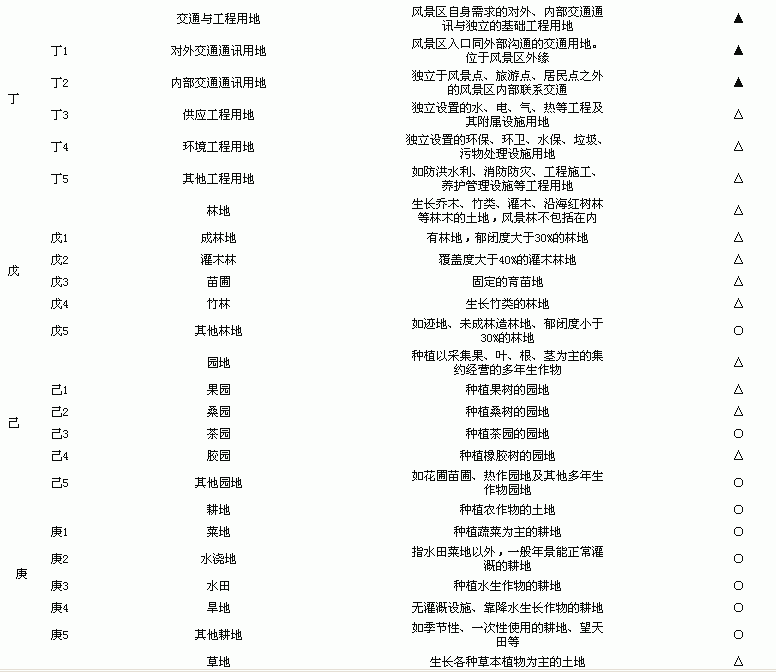 交通与工程用地 风景区自身需求的对外、内部交通通
讯与独立的基础工程用地 ▲
丁1 对外交通通讯用地 风景区入口同外部沟通的交通用地。
位于风景区外缘 ▲
丁 丁2 内部交通通讯用地 独立于风景点、旅游点、居民点之外
的风景区内部联系交通 ▲
丁3 供应工程用地 独立设置的水、电、气、热等工程及
其附属设施用地 △
丁4 环境工程用地 独立设置的环保、环卫、水保、垃圾、
污物处理设施用地 △
丁5 其他工程用地 如防洪水利、消防防灾、工程施工、
养护管理设施等工程用地 △
林地 生长乔木、竹类、灌木、沿海红树林
等林木的土地，风景林不包括在内 △
戊1 成林地 有林地，郁闭度大于30%的林地 △
戊 戊2 灌木林 覆盖度大于40%的灌木林地 △
戊3 苗圃 固定的育苗地 △
戊4 竹林 生长竹类的林地 △
戊5 其他林地 如迹地、未成林造林地、郁闭度小于
30%的林地 ○
园地 种植以采集果、叶、根、茎为主的集
约经营的多年生作物 △
己1 果园 种植果树的园地 △
己 己2 桑园 种植桑树的园地 △
己3 茶园 种植茶园的园地 ○
己4 胶园 种植橡胶树的园地 △
己5 其他园地 如花圃苗圃、热作园地及其他多年生
作物园地 ○
耕地 种植农作物的土地 ○
庚1 菜地 种植蔬菜为主的耕地 ○
庚 庚2 水浇地 指水田菜地以外，一般年景能正常灌
溉的耕地 ○
庚3 水田 种植水生作物的耕地 ○
庚4 旱地 无灌溉设施、靠降水生长作物的耕地 ○
庚5 其他耕地 如季节性、一次性使用的耕地、望天
田等 ○
草地 生长各种草本植物为主的土地 △